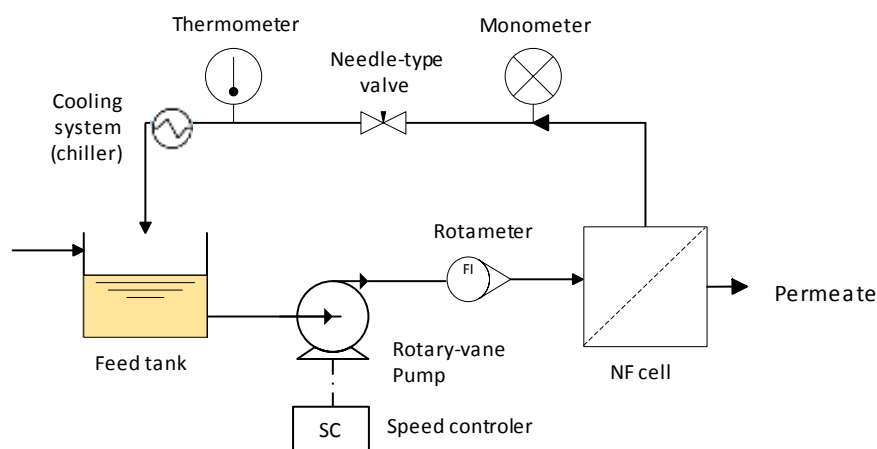 Thermometer
Monometer
Needle-type
valve
Cooling
system
(chiller)
Rotameter
FI
Permeate
Feed tank
Rotary-vane
Pump
NF cell
SC
Speed controler